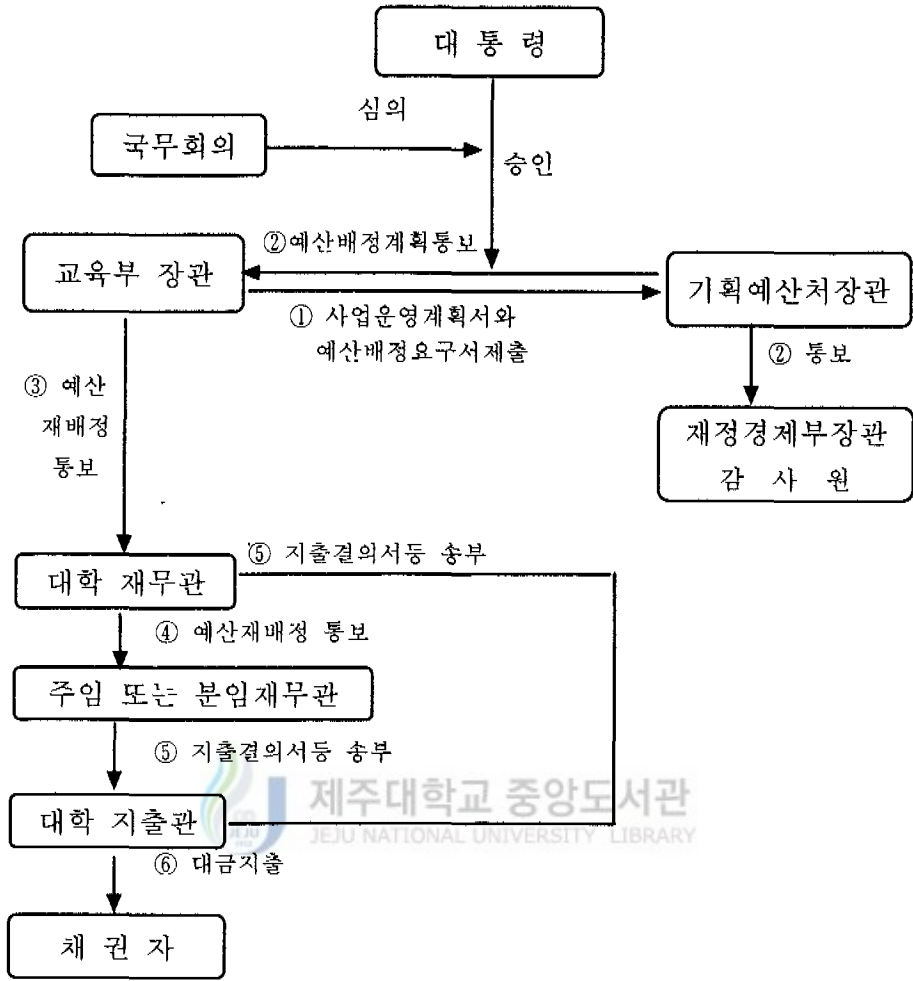 대 통 령
심의
국무회의
승인
②예산배정계획통보
교육부 장관
기획예산처장관
① 사업운영계획서와
예산배정요구서제출
② 통보
③ 예산
재배정
통보
재정경제부장관
감 사 원
⑤ 지출결의서등 송부
대학 재무관
④ 예산재배정 통보
주임 또는 분임재무관
⑤ 지출결의서등 송부
제주대학교 중앙도서관
JEJU NATIONAL UNIVERSITY LIBRARY
대학 지출관
⑥ 대금지출
채 권 자